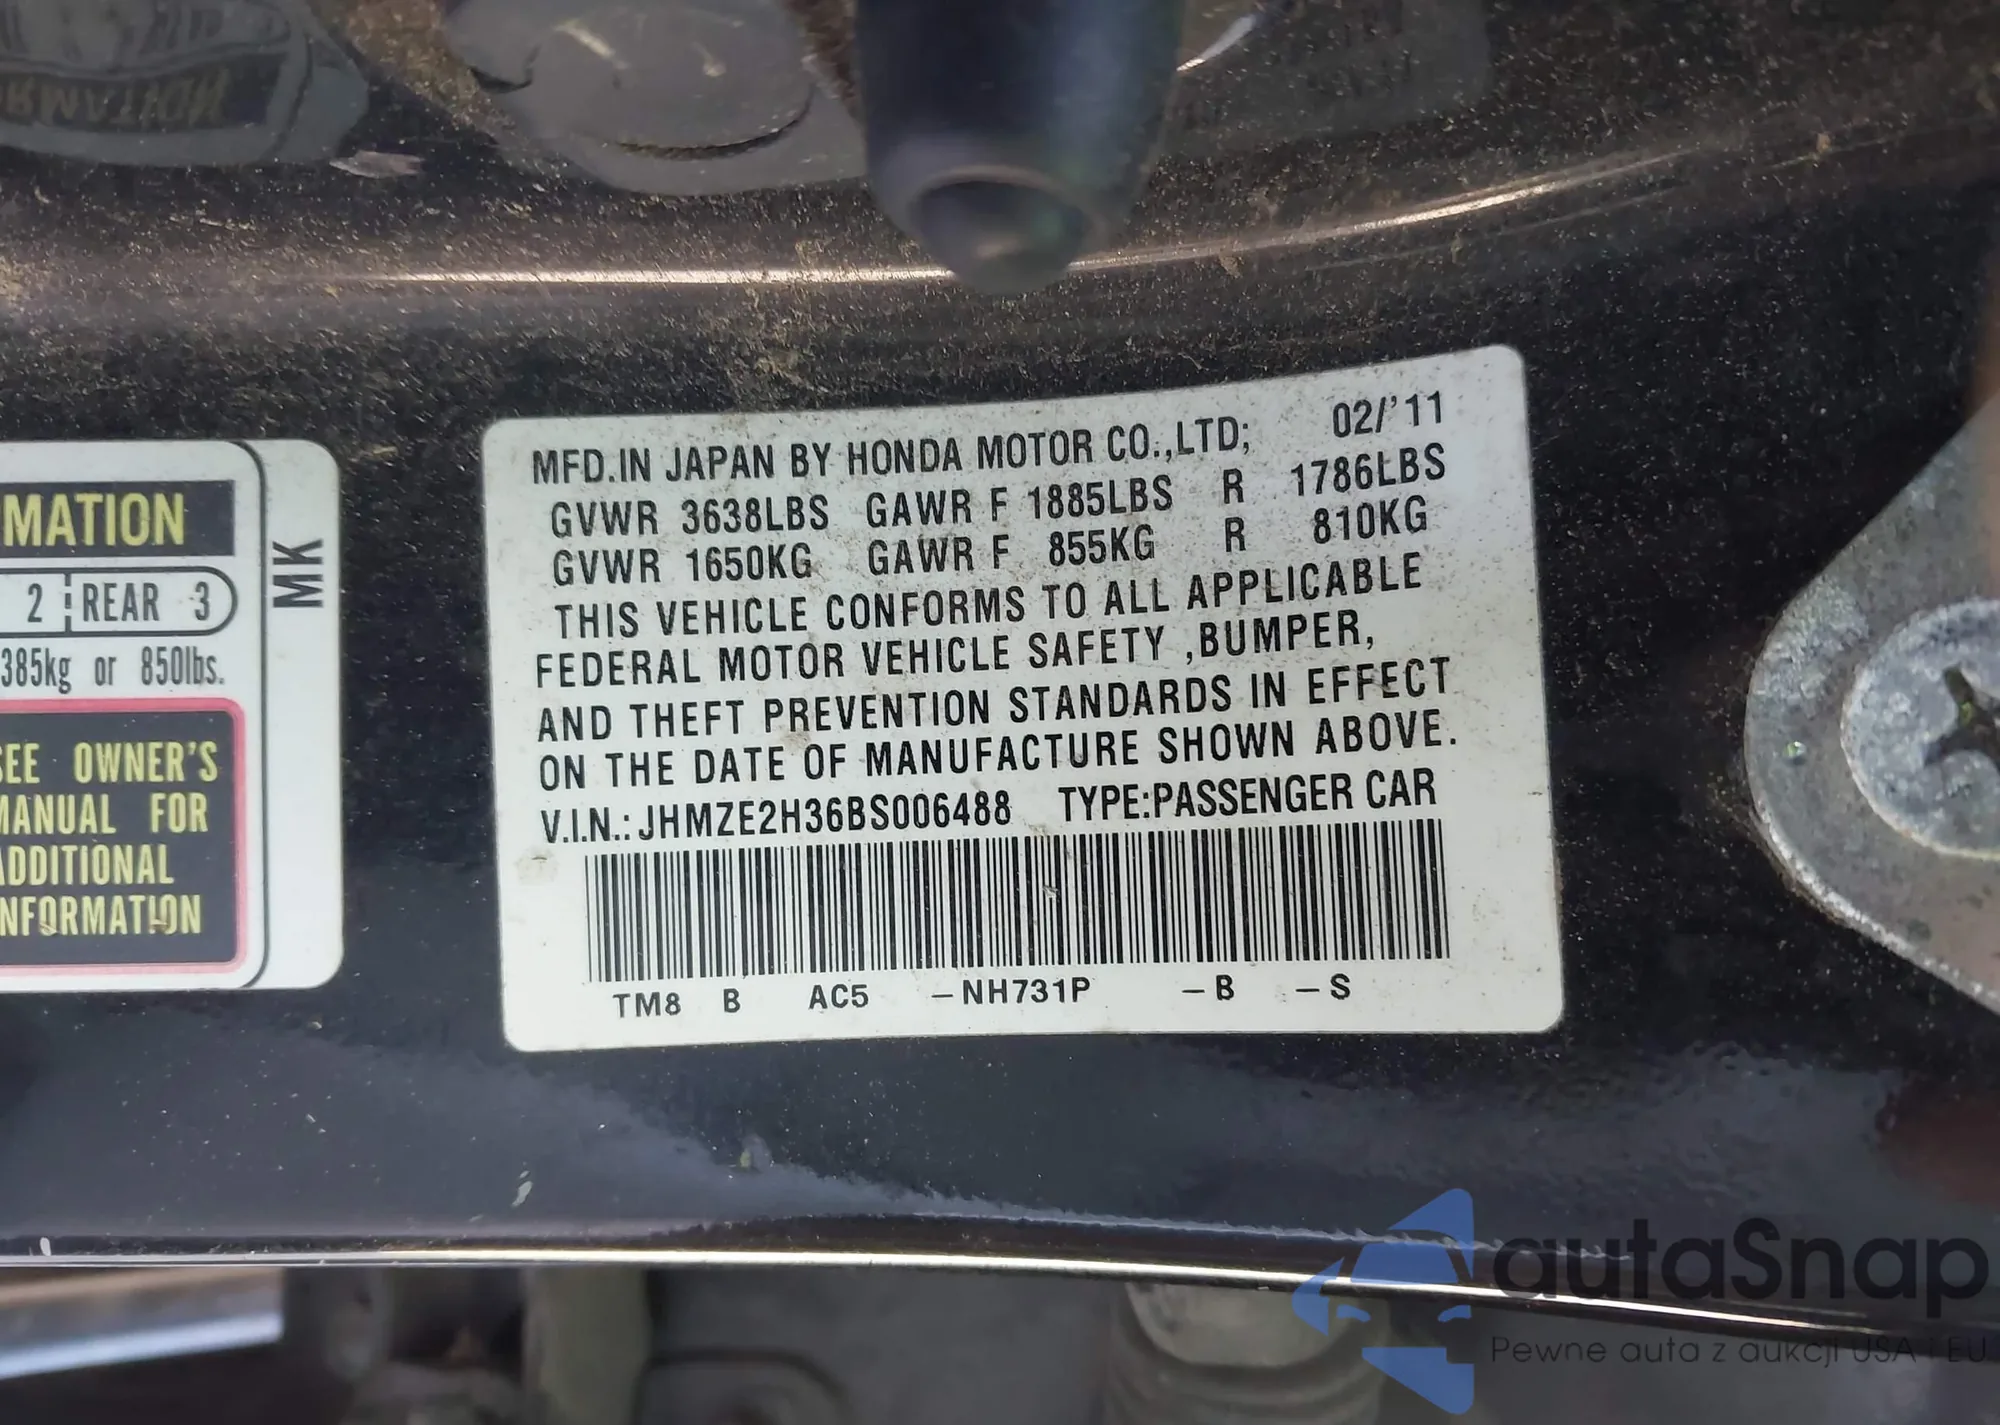 MATION
2 REAR 3
385kg or 850lbs.
SEE OWNER'S
MANUAL FOR
ADDITIONAL
INFORMATION
MK
MFD.IN JAPAN BY HONDA MOTOR CO.,LTD; 02/'11
GVWR 3638LBS GAWR F 1885LBS R 1786LBS
GVWR 1650KG GAWR F 855KG R 810KG
THIS VEHICLE CONFORMS TO ALL APPLICABLE
FEDERAL MOTOR VEHICLE SAFETY ,BUMPER,
AND THEFT PREVENTION STANDARDS IN EFFECT
ON THE DATE OF MANUFACTURE SHOWN ABOVE.
V.I.N.: JHMZE2H36BS006488 TYPE:PASSENGER CAR
TM8 B AC5 –NH731P –B –S
autaSnap
Pewne auta z aukcji USA i EU